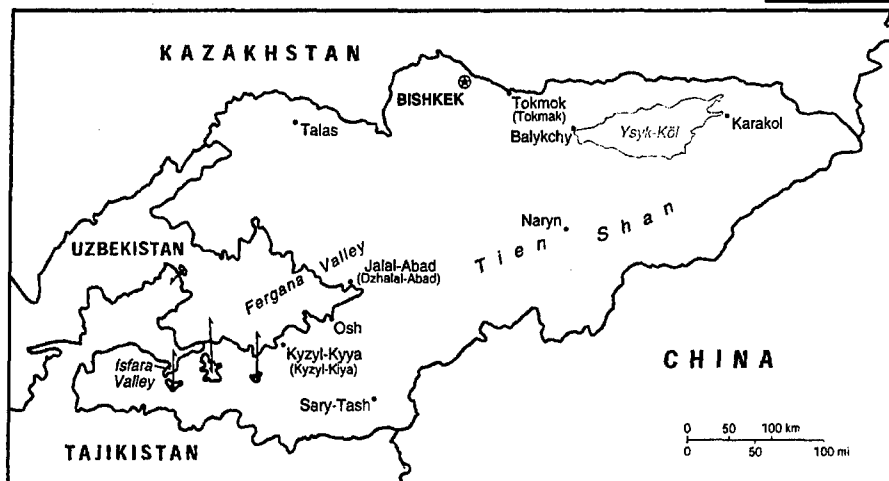 KAZAKHSTAN
BISHKEK
Tokmok
(Tokmak)
Talas
Balykchy
Ysyk-Köl
Karakol
Naryn
Tien Shan
UZBEKISTAN
Fergana Valley
Jalal-Abad
(Dzhalal-Abad)
Osh
Isfara
Valley
Kyzyl-Kyya
(Kyzyl-Kiya)
CHINA
Sary-Tash
TAJIKISTAN
0 50 100 km
0 50 100 mi